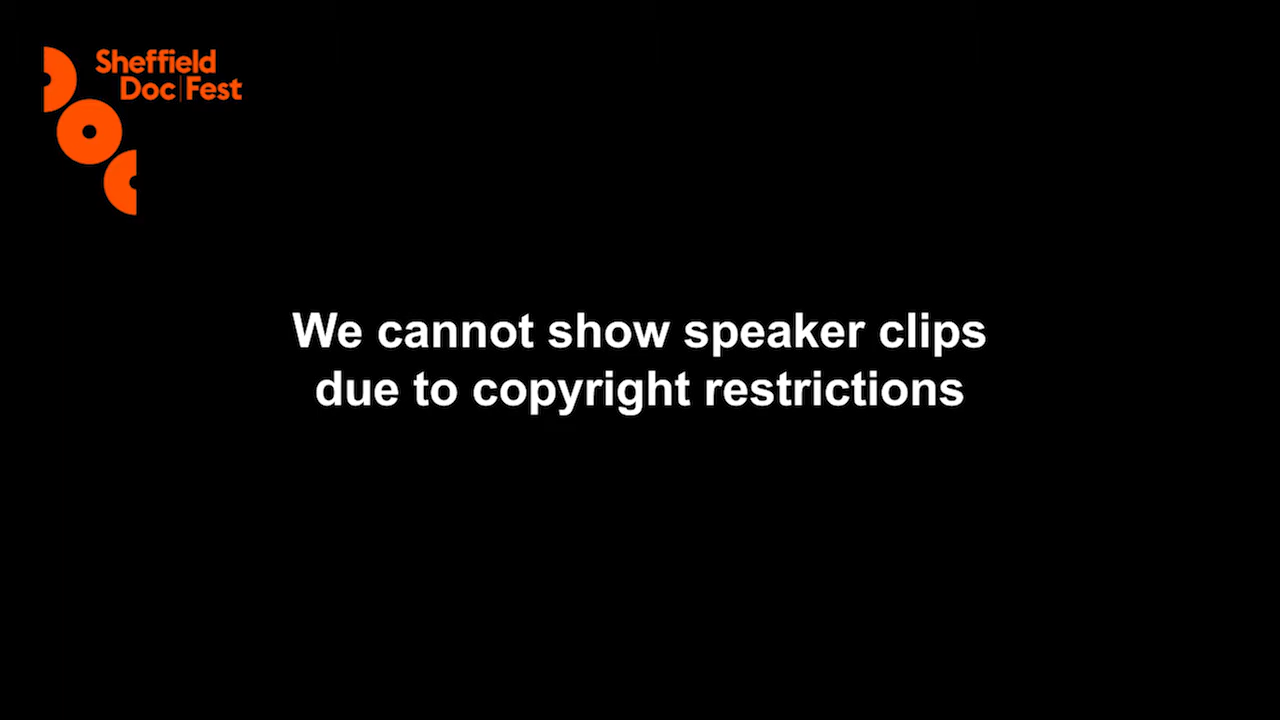 Sheffield
Doc|Fest
We cannot show speaker clips
due to copyright restrictions